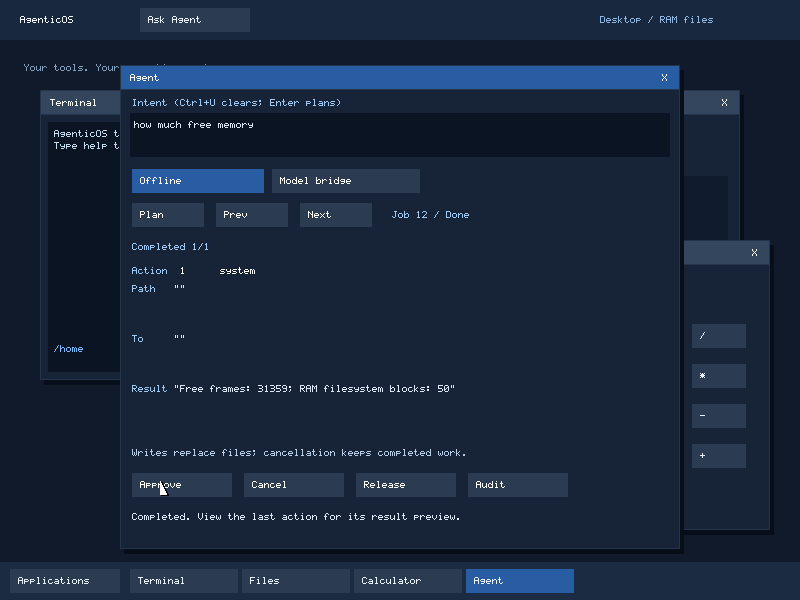 AgenticOS
Ask Agent
Desktop / RAM files
Your tools. Your
Agent
X
Terminal
X
Intent (Ctrl+U clears; Enter plans)
how much free memory
AgenticOS t
Type help t
Offline
Model bridge
Plan
Prev
Next
Job 12 / Done
Completed 1/1
X
Action 1 system
Path ""
To ""
/
/home
*
Result "Free frames: 31359; RAM filesystem blocks: 50"
-
Writes replace files; cancellation keeps completed work.
+
Approve
Cancel
Release
Audit
Completed. View the last action for its result preview.
Applications
Terminal
Files
Calculator
Agent